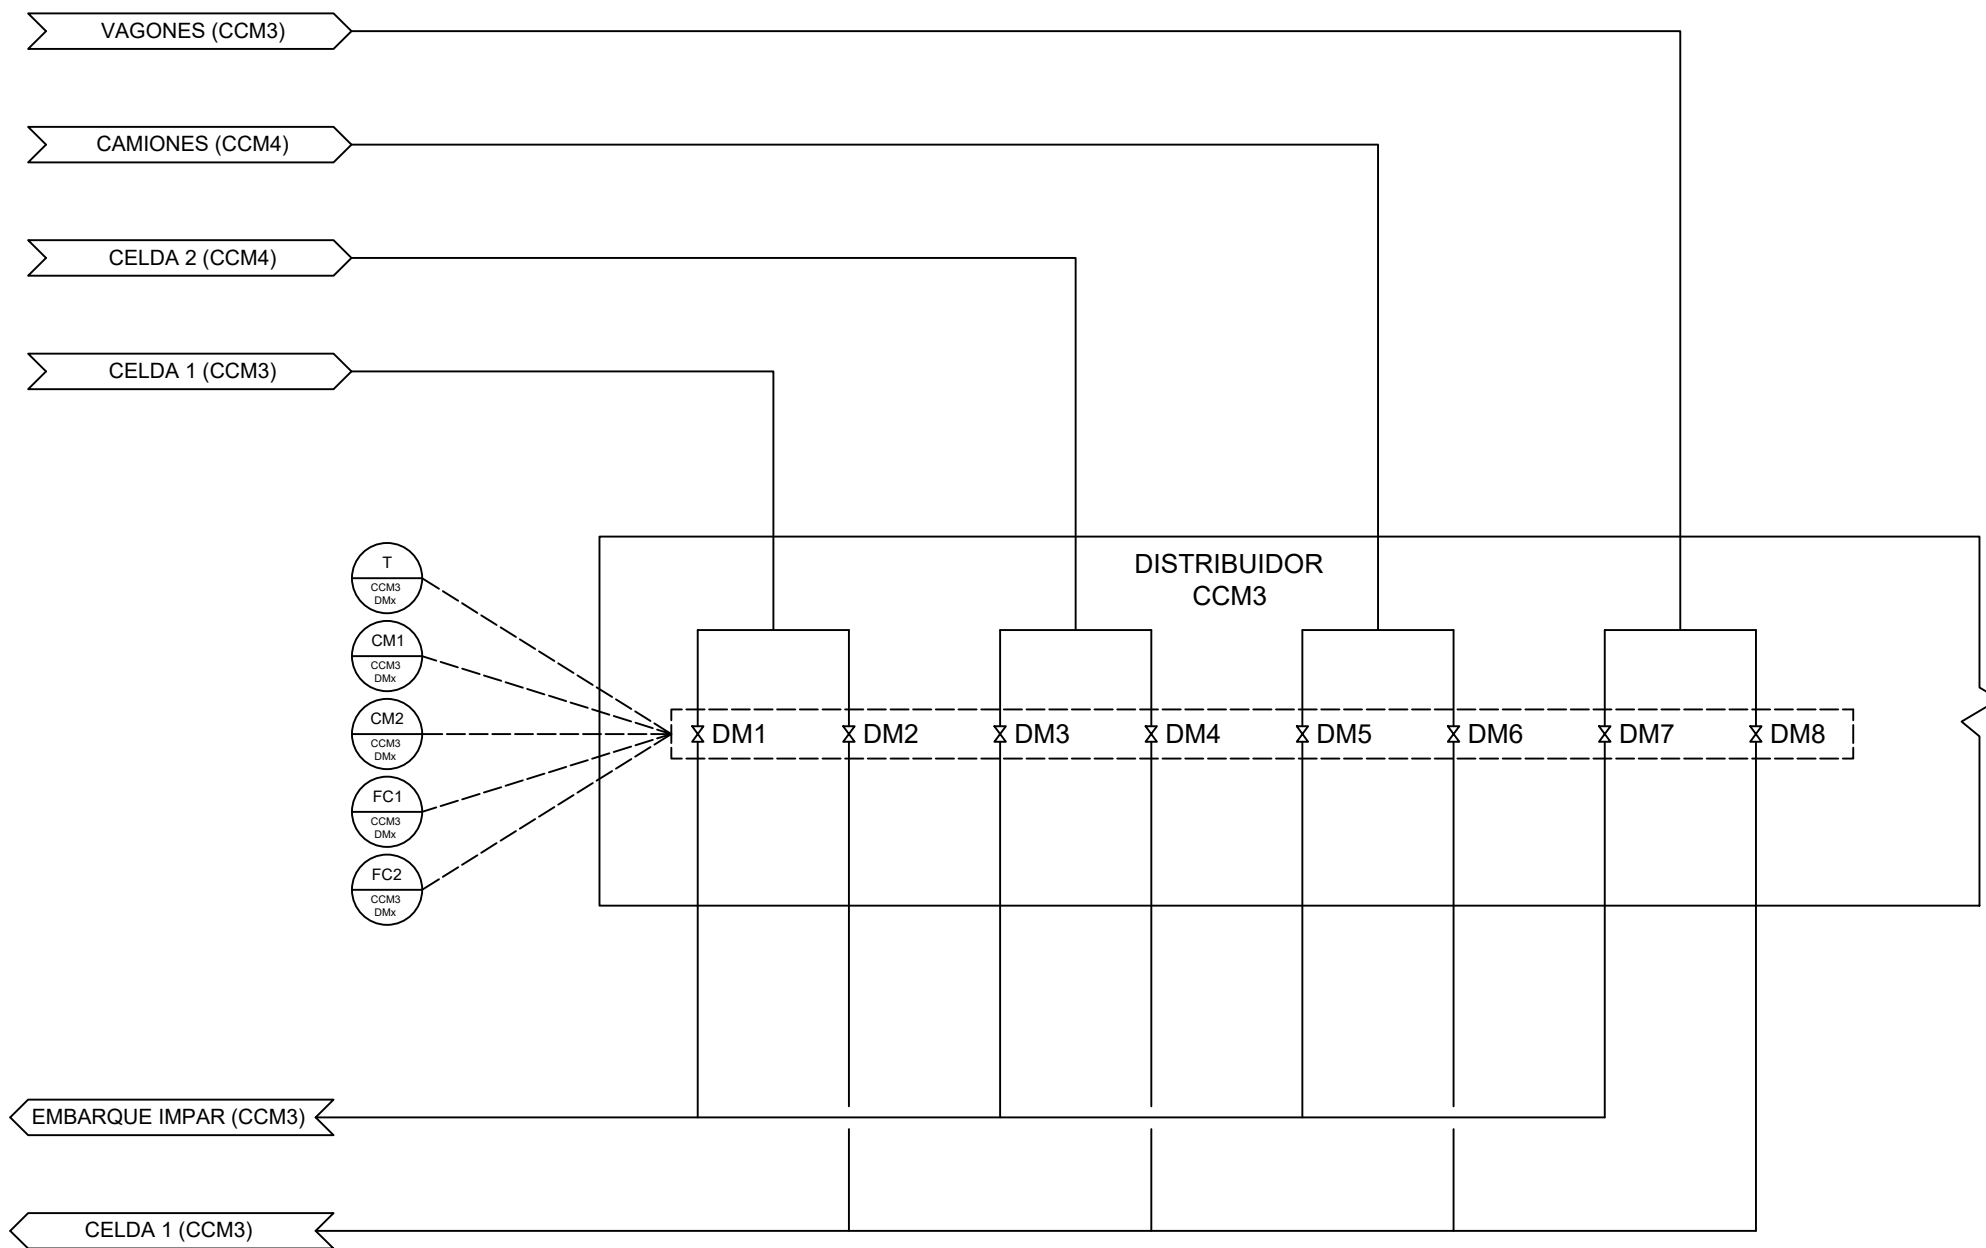 VAGONES (CCM3)
CAMIONES (CCM4)
CELDA 2 (CCM4)
CELDA 1 (CCM3)
DISTRIBUIDOR
CCM3
T
CCM3
DMx
CM1
CCM3
DMx
CM2
CCM3
DMx
FC1
CCM3
DMx
FC2
CCM3
DMx
DM1 DM2 DM3 DM4 DM5 DM6 DM7 DM8
EMBARQUE IMPAR (CCM3)
CELDA 1 (CCM3)